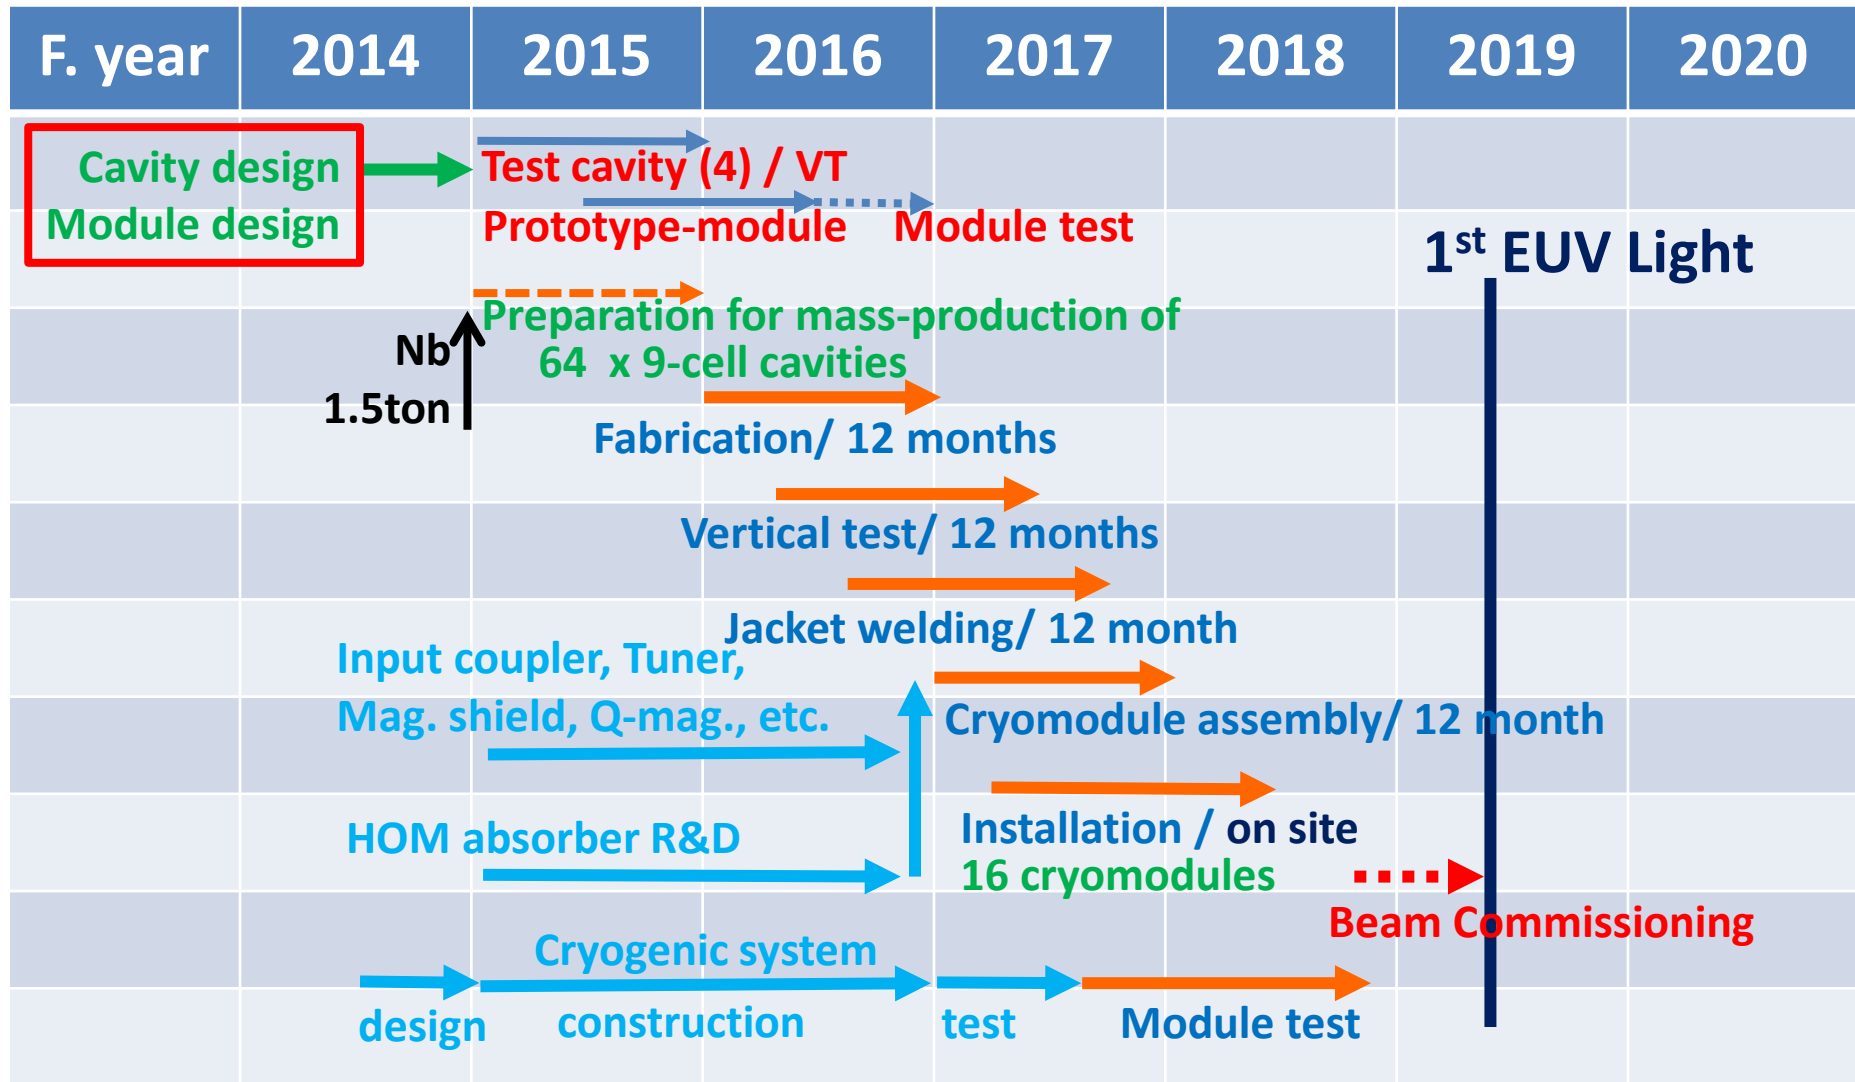 F. year 2014 2015 2016 2017 2018 2019 2020
Cavity design
Module design
Test cavity (4) / VT
Prototype-module
Module test
1st EUV Light
Preparation for mass-production of
64 x 9-cell cavities
Nb
1.5ton
Fabrication/ 12 months
Vertical test/ 12 months
Jacket welding/ 12 month
Input coupler, Tuner,
Mag. shield, Q-mag., etc.
Cryomodule assembly/ 12 month
HOM absorber R&D
Installation / on site
16 cryomodules
Beam Commissioning
Cryogenic system
design
construction
test
Module test